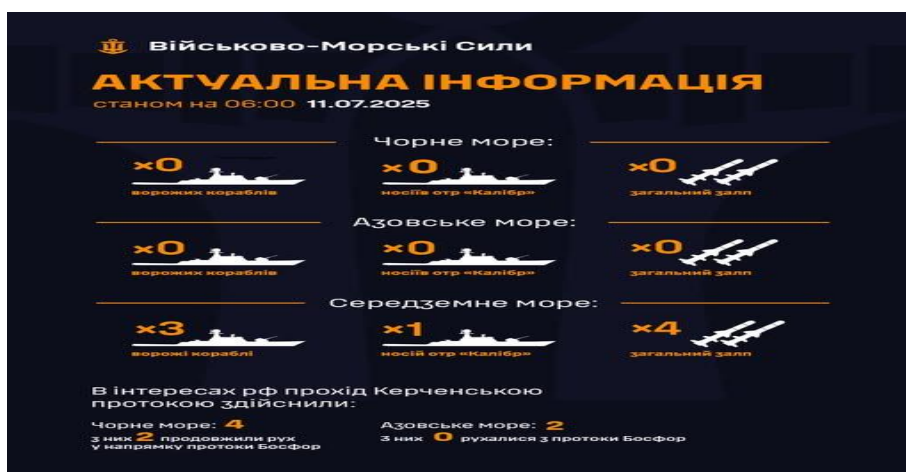 Військово-Морські Сили
АКТУАЛЬНА ІНФОРМАЦІЯ
станом на 06:00 11.07.2025
Чорне море:
×0 ×0 ×0
ворожих кораблів носіїв отр «Калібр» загальний залп
Азовське море:
×0 ×0 ×0
ворожих кораблів носіїв отр «Калібр» загальний залп
Середземне море:
×3 ×1 ×4
ворожі кораблі носій отр «Калібр» загальний залп
В інтересах рф прохід Керченською
протокою здійснили:
Чорне море: 4 Азовське море: 2
з них 2 продовжили рух З них 0 рухалися з протоки Босфор
у напрямку протоки Босфор